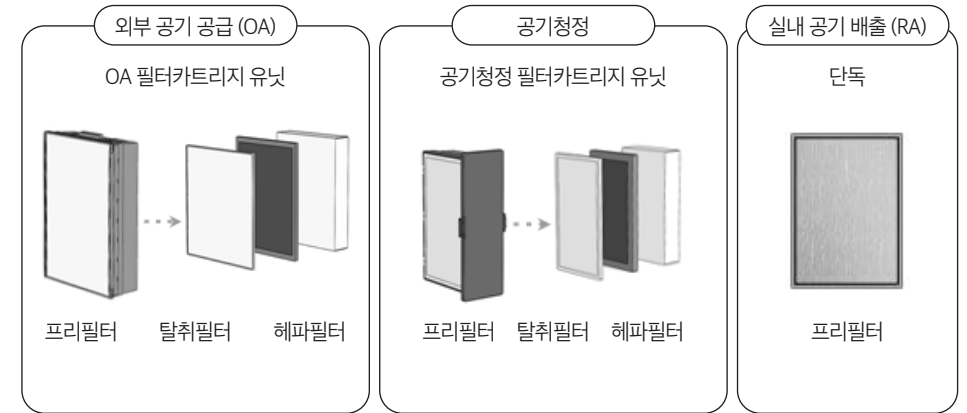 외부 공기 공급 (OA)
OA 필터카트리지 유닛
프리필터 탈취필터 헤파필터
공기청정
공기청정 필터카트리지 유닛
프리필터 탈취필터 헤파필터
실내 공기 배출 (RA)
단독
프리필터